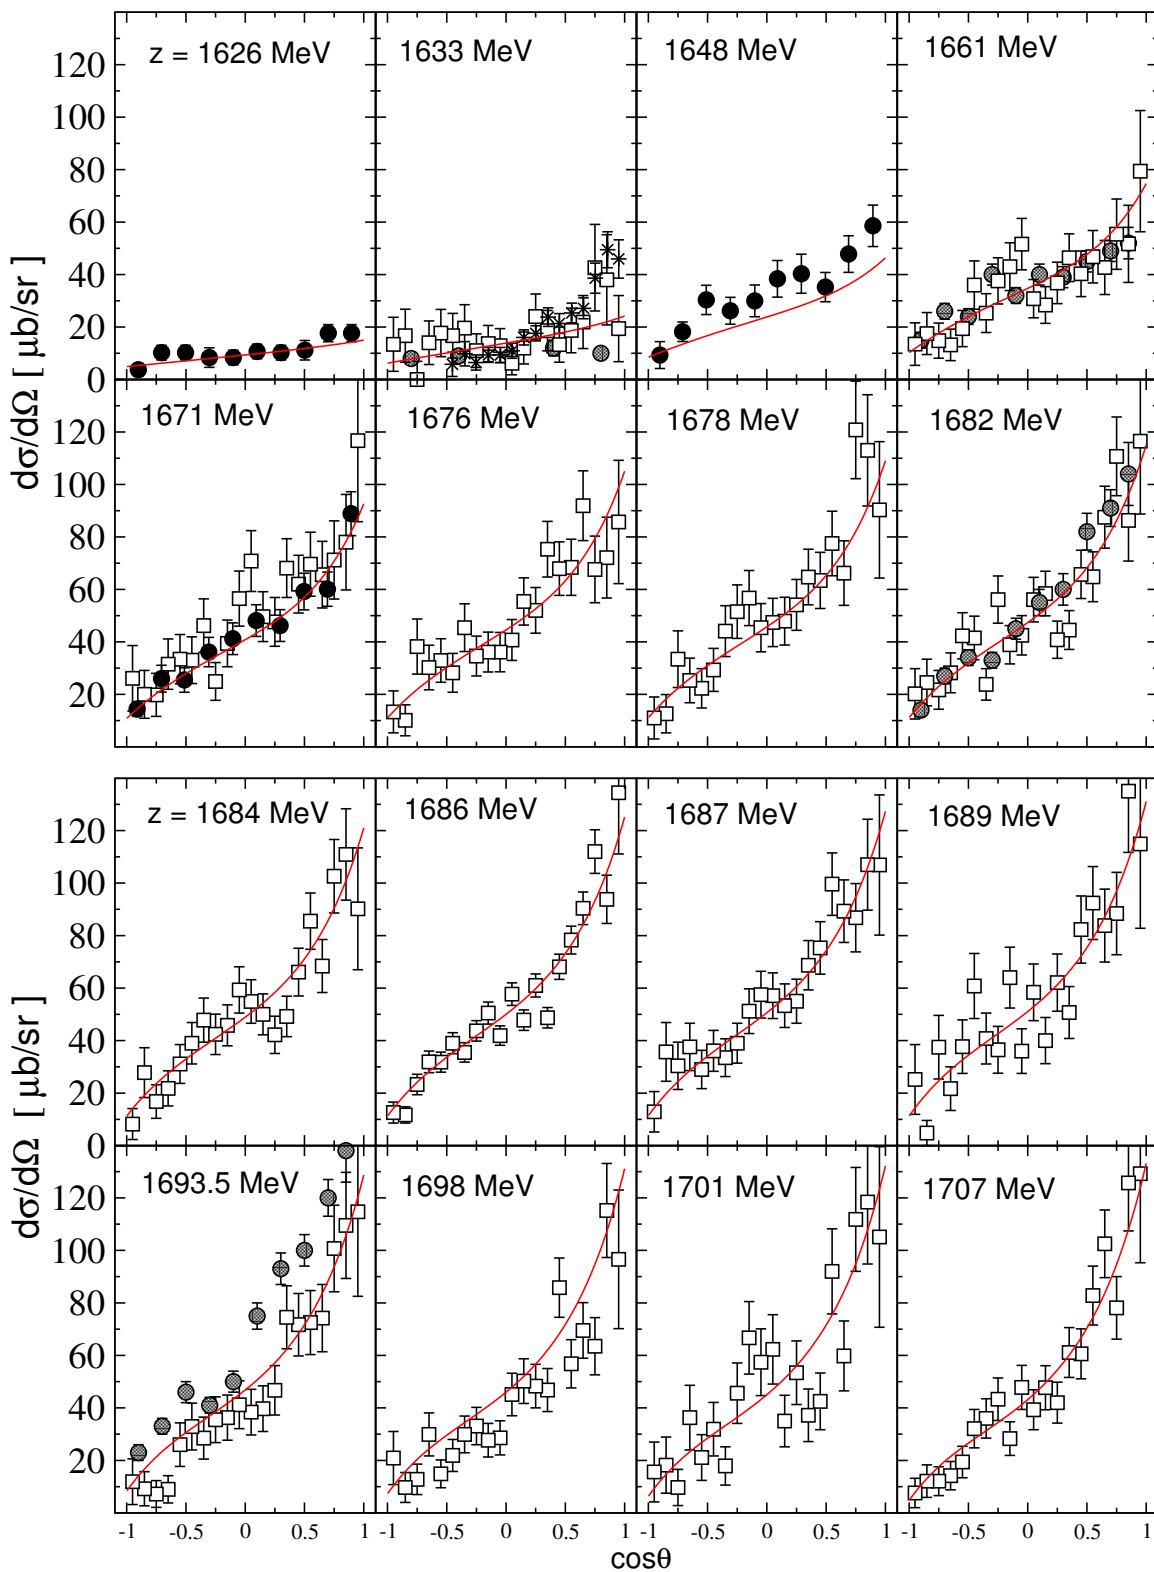 z = 1626 MeV
1633 MeV
1648 MeV
1661 MeV
120
100
80
60
40
20
0
1671 MeV
1676 MeV
1678 MeV
1682 MeV
120
100
80
60
40
20
dσ/dΩ [ μb/sr]
z = 1684 MeV
1686 MeV
1687 MeV
1689 MeV
120
100
80
60
40
20
0
1693.5 MeV
1698 MeV
1701 MeV
1707 MeV
120
100
80
60
40
20
dσ/dΩ [ μb/sr]
-1 -0.5 0 0.5 1 -1 -0.5 0 0.5 1 -1 -0.5 0 0.5 1 -1 -0.5 0 0.5 1
cosθ